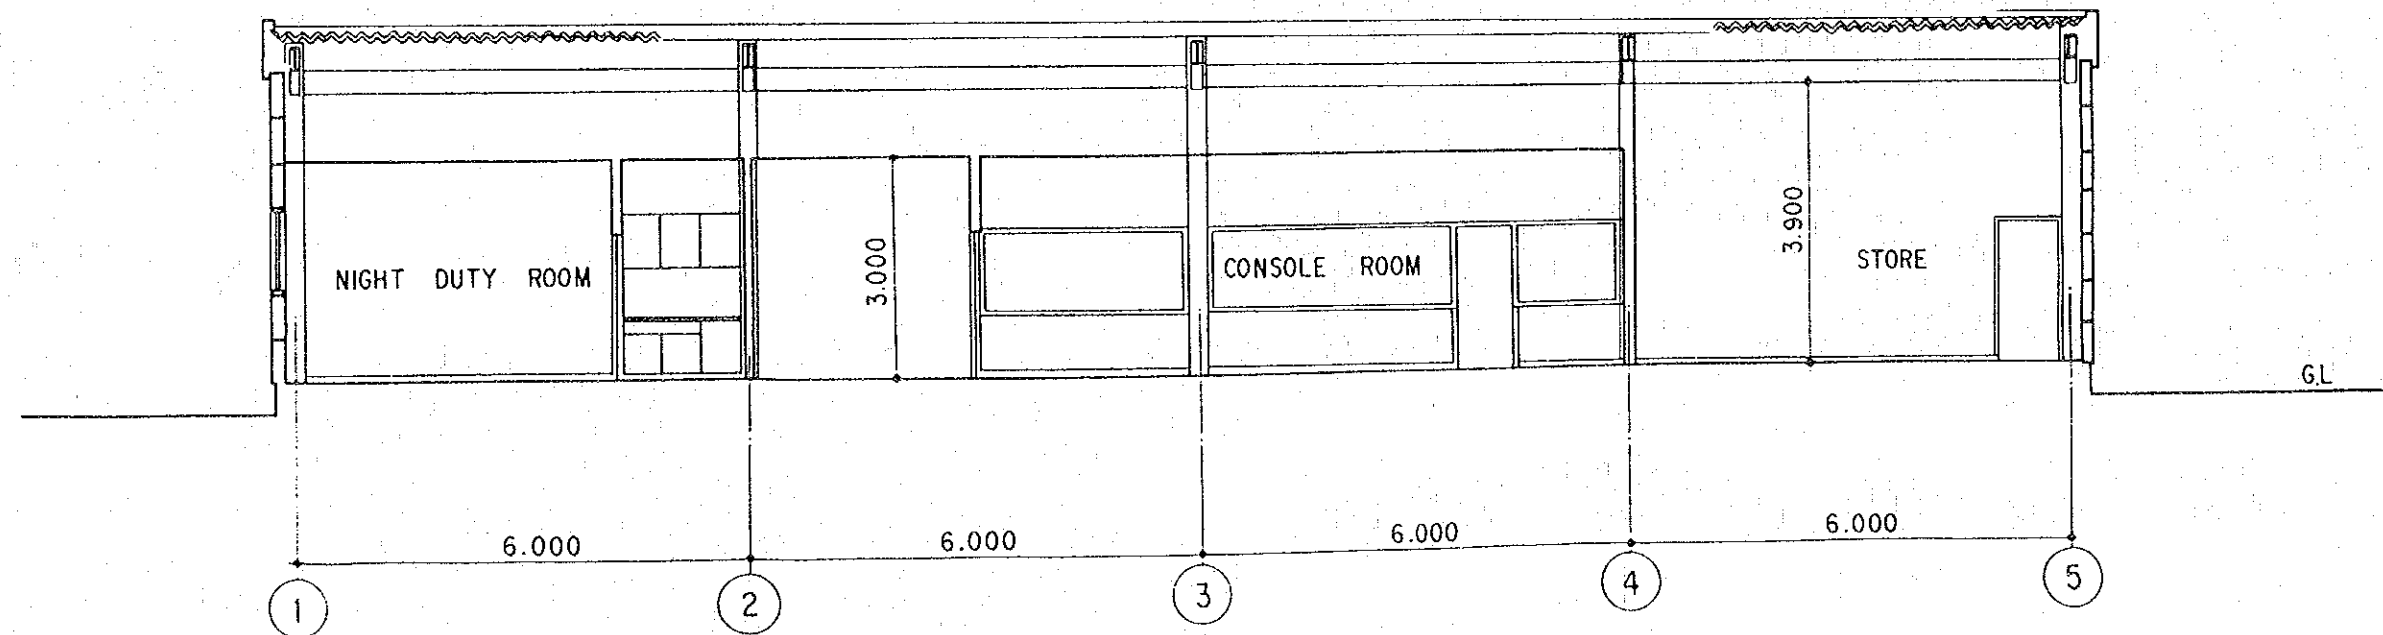 NIGHT DUTY ROOM
3.000
CONSOLE ROOM
3.900
STORE
G.L
6.000
6.000
6.000
6.000
1
2
3
4
5